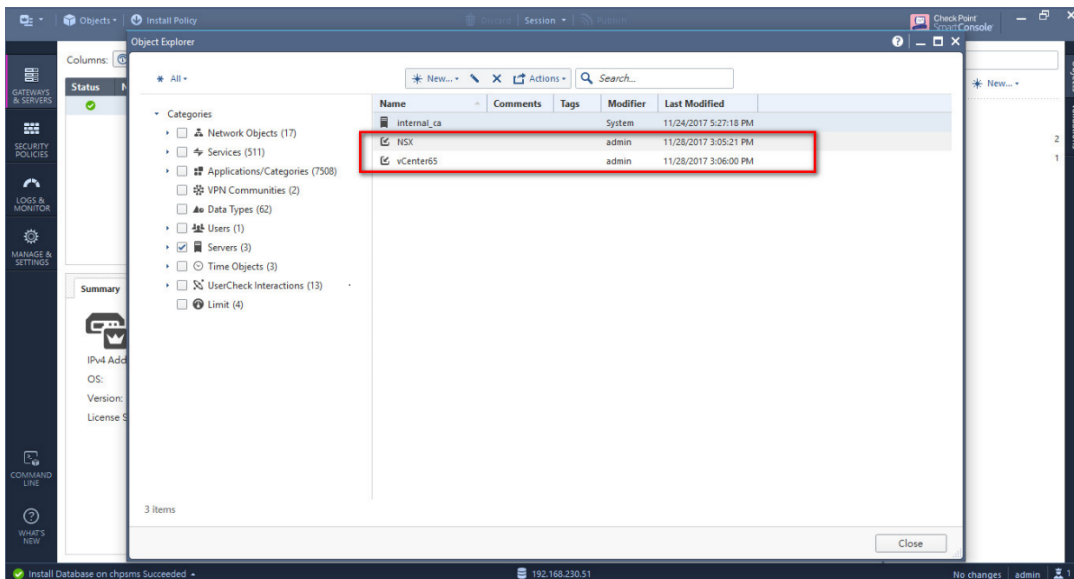 Objects
Install Policy
Discard
Session
Publish
Check Point
SmartConsole
Object Explorer
Columns:
Status
GATEWAYS
& SERVERS
SECURITY
POLICIES
LOGS &
MONITOR
MANAGE &
SETTINGS
COMMAND
LINE
WHAT'S
NEW
Summary
IPv4 Add
OS:
Version:
License S
All
New...
Actions
Search...
Categories
Network Objects (17)
Services (511)
Applications/Categories (7508)
VPN Communities (2)
Data Types (62)
Users (1)
Servers (3)
Time Objects (3)
UserCheck Interactions (13)
Limit (4)
Name Comments Tags Modifier Last Modified
internal_ca System 11/24/2017 5:27:18 PM
NSX admin 11/28/2017 3:05:21 PM
vCenter65 admin 11/28/2017 3:06:00 PM
3 items
Close
New...
2
1
Install Database on chpsms Succeeded
192.168.230.51
No changes
admin
1